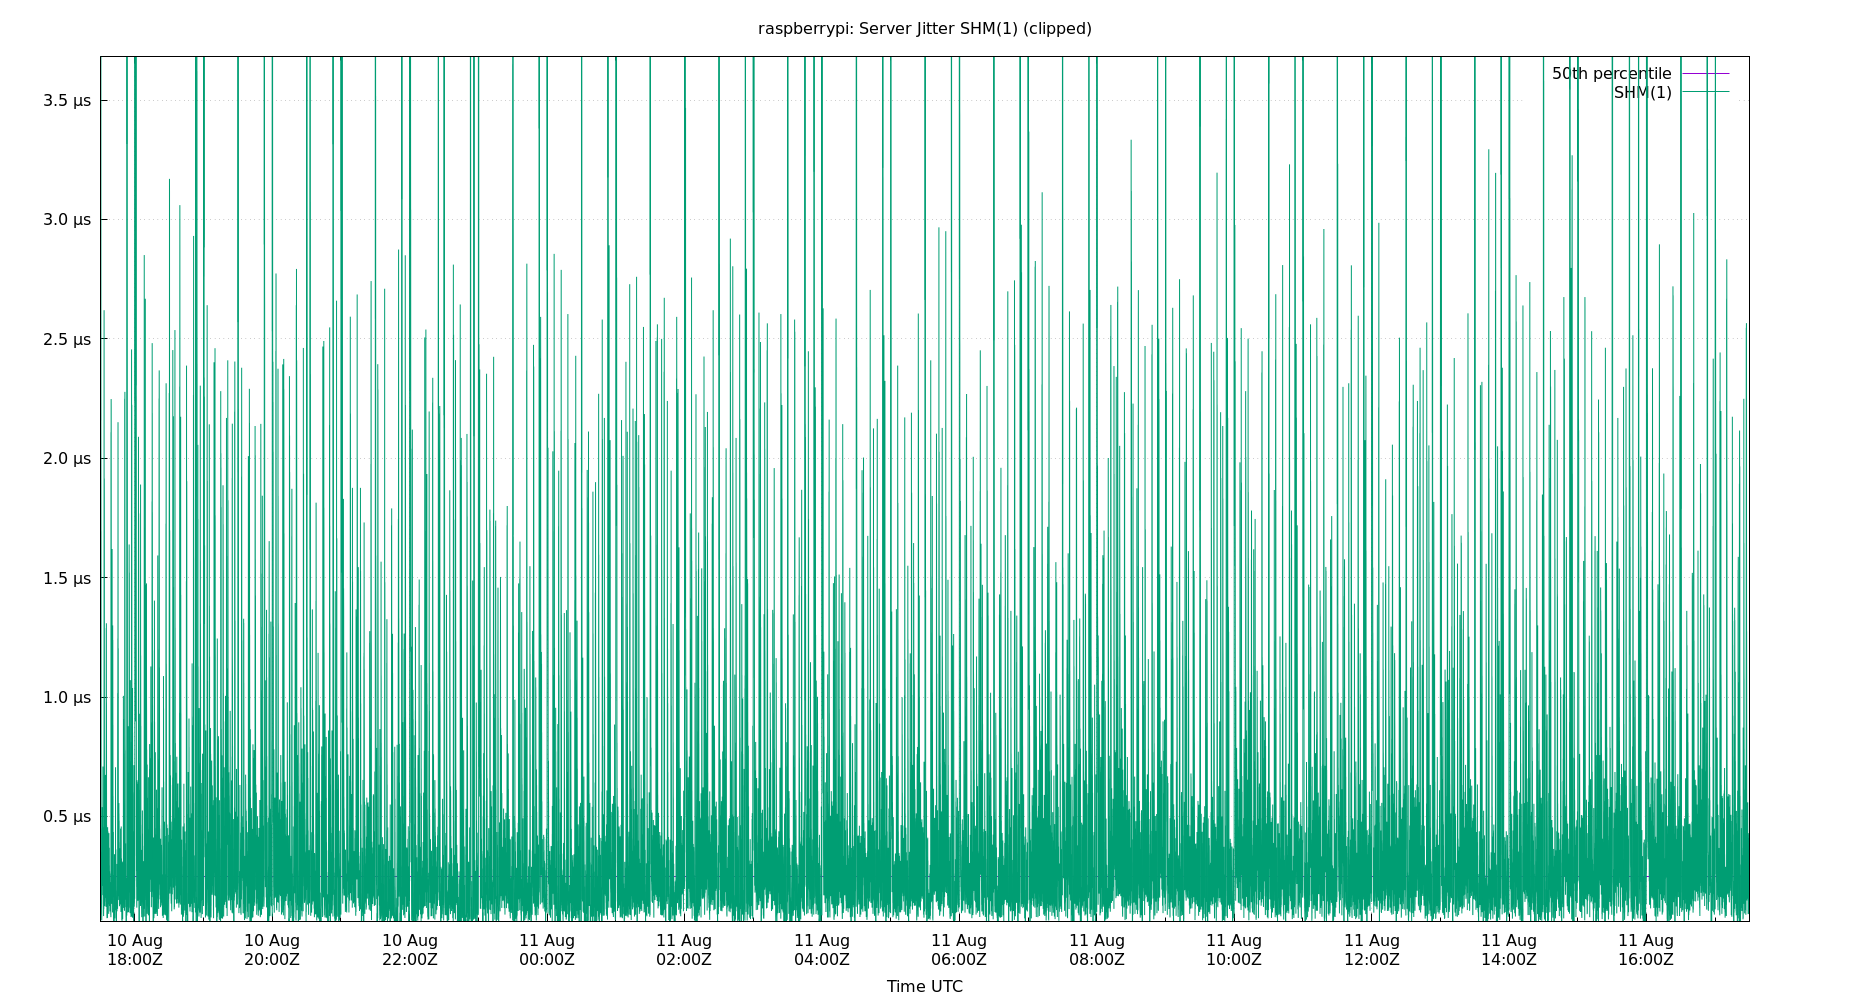 raspberrypi: Server Jitter SHM(1) (clipped)
50th percentile
SHM(1)
3.5 µs
3.0 µs
2.5 µs
2.0 µs
1.5 µs
1.0 µs
0.5 µs
10 Aug 10 Aug 10 Aug 11 Aug 11 Aug 11 Aug 11 Aug 11 Aug 11 Aug 11 Aug 11 Aug 11 Aug
18:00Z 20:00Z 22:00Z 00:00Z 02:00Z 04:00Z 06:00Z 08:00Z 10:00Z 12:00Z 14:00Z 16:00Z
Time UTC